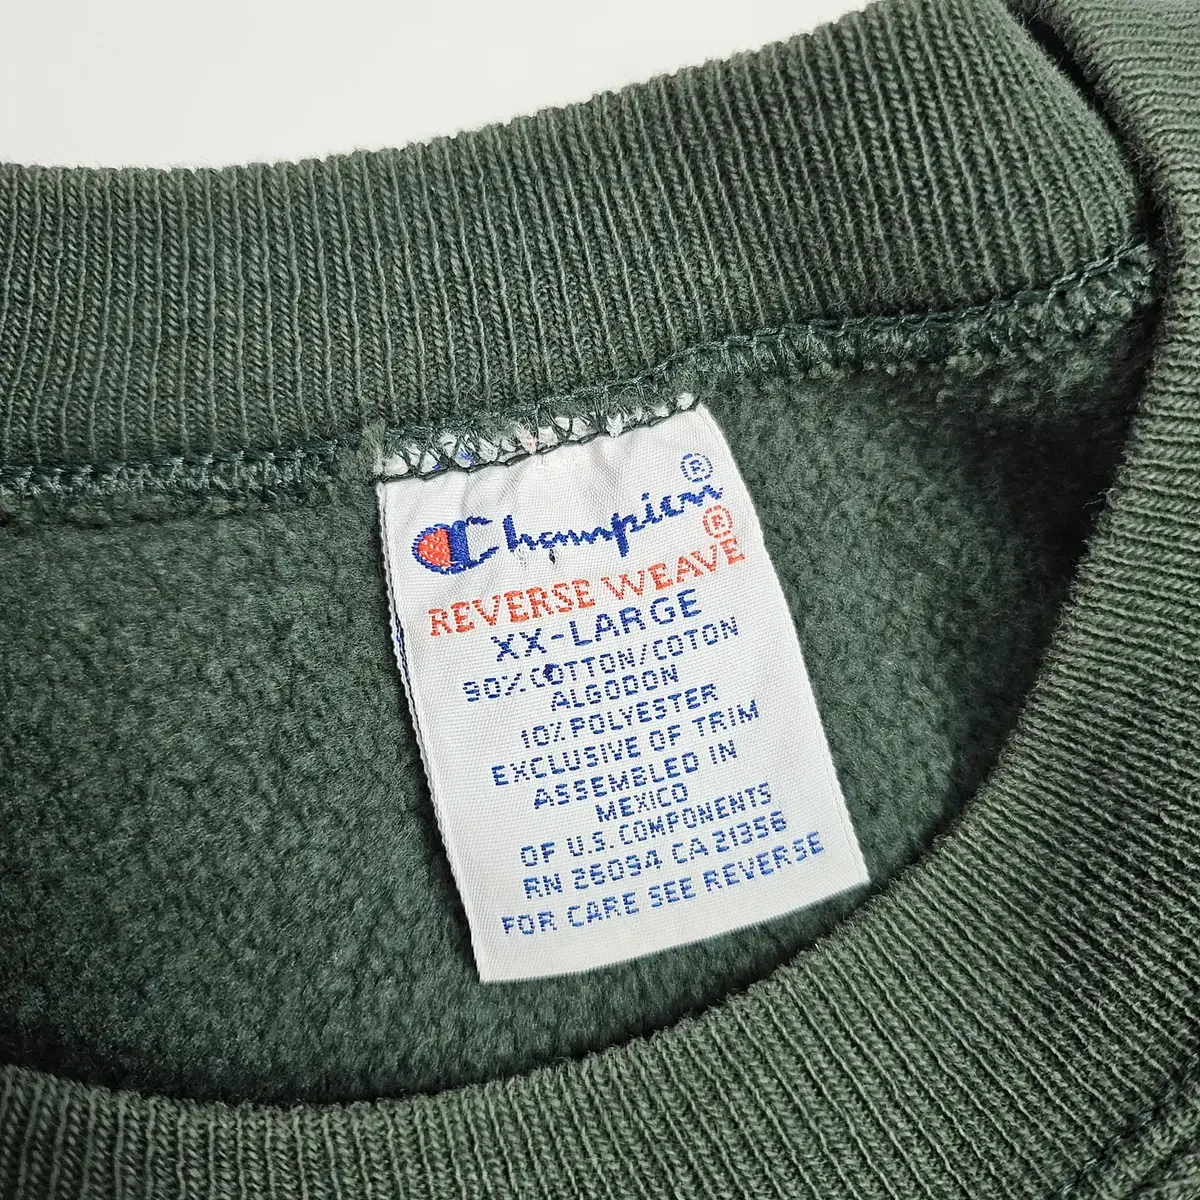 Champion®
REVERSE WEAVE®
XX-LARGE
90% COTTON/COTON
ALGODON
10% POLYESTER
EXCLUSIVE OF TRIM
ASSEMBLED IN
MEXICO
OF U.S. COMPONENTS
RN 26094 CA 21356
FOR CARE SEE REVERSE